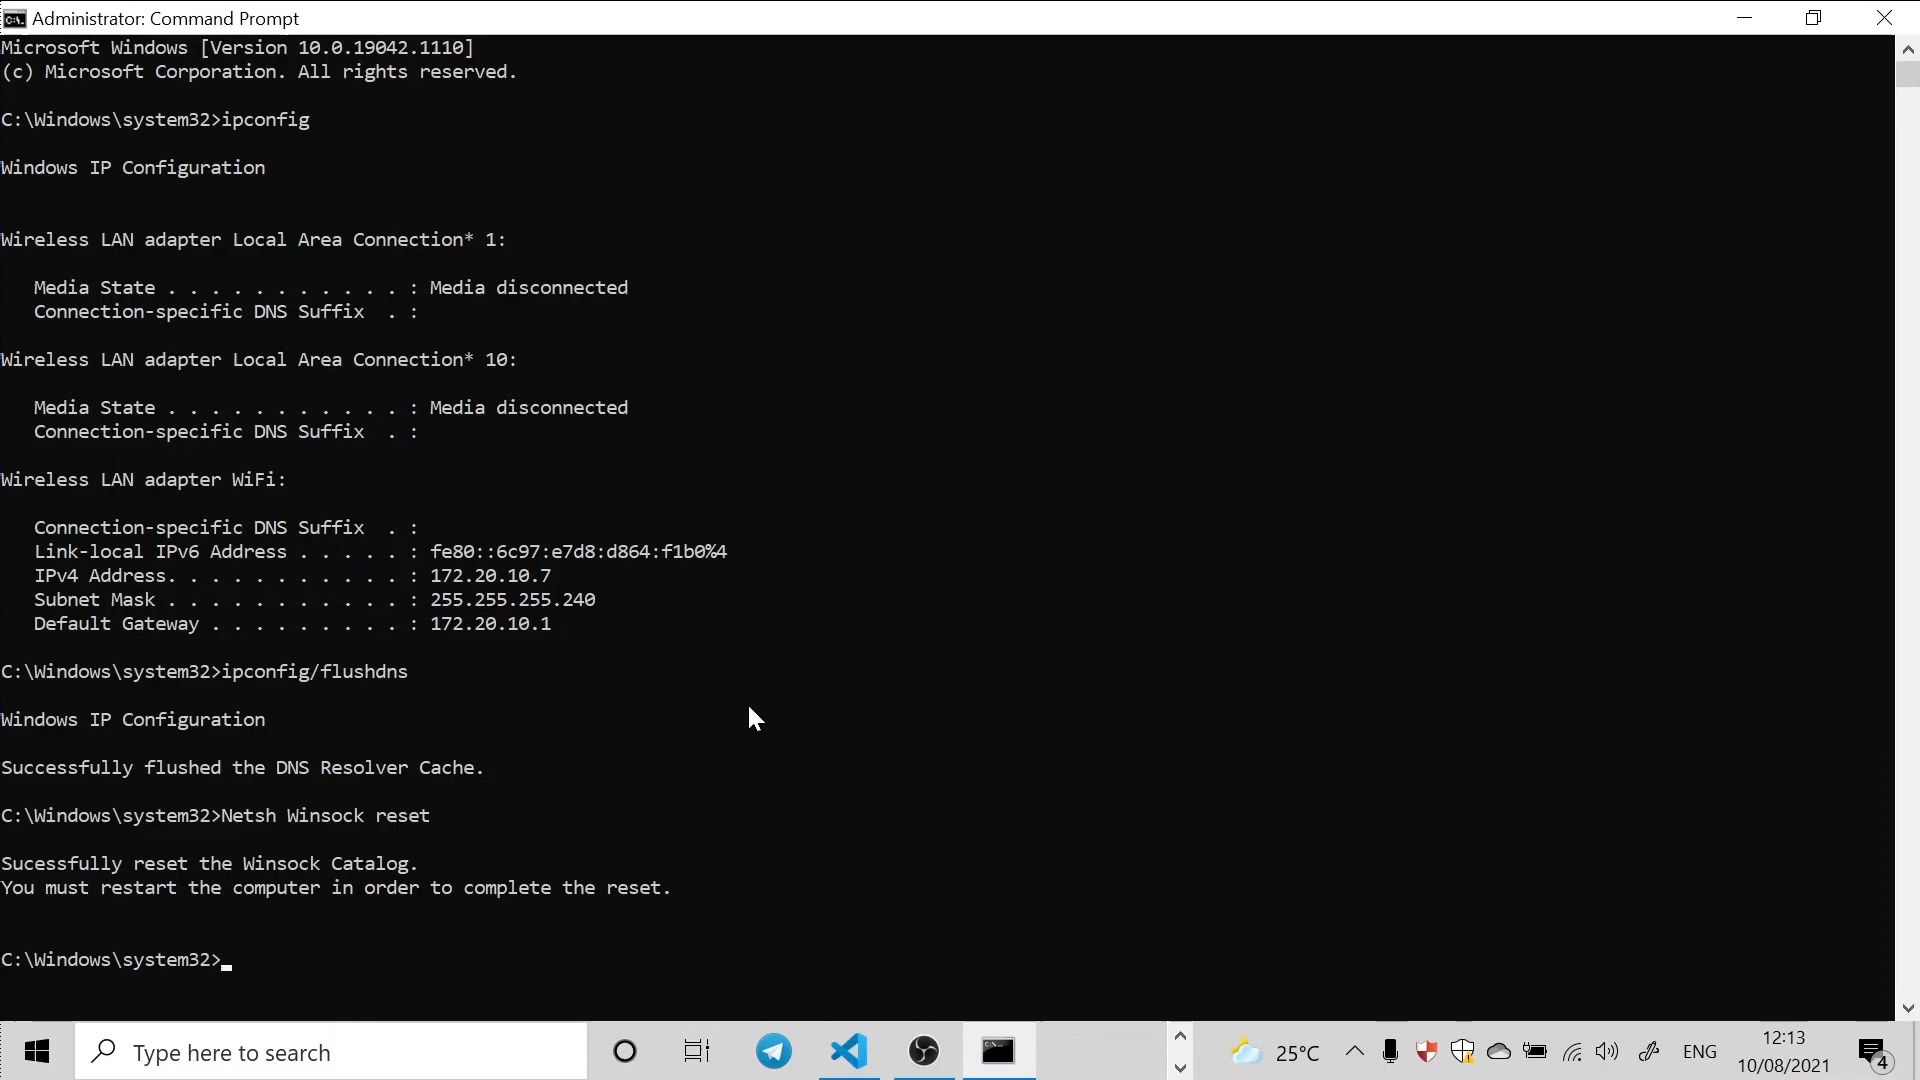 Administrator: Command Prompt
Microsoft Windows [Version 10.0.19042.1110]
(c) Microsoft Corporation. All rights reserved.
C:\Windows\system32>ipconfig
Windows IP Configuration
Wireless LAN adapter Local Area Connection* 1:
Media State . . . . . . . . . . . : Media disconnected
Connection-specific DNS Suffix  . :
Wireless LAN adapter Local Area Connection* 10:
Media State . . . . . . . . . . . : Media disconnected
Connection-specific DNS Suffix  . :
Wireless LAN adapter WiFi:
Connection-specific DNS Suffix  . :
Link-local IPv6 Address . . . . . : fe80::6c97:e7d8:d864:f1b0%4
IPv4 Address. . . . . . . . . . . : 172.20.10.7
Subnet Mask . . . . . . . . . . . : 255.255.255.240
Default Gateway . . . . . . . . . : 172.20.10.1
C:\Windows\system32>ipconfig/flushdns
Windows IP Configuration
Successfully flushed the DNS Resolver Cache.
C:\Windows\system32>Netsh Winsock reset
Sucessfully reset the Winsock Catalog.
You must restart the computer in order to complete the reset.
C:\Windows\system32>
Type here to search
25°C
ENG
12:13
10/08/2021
4